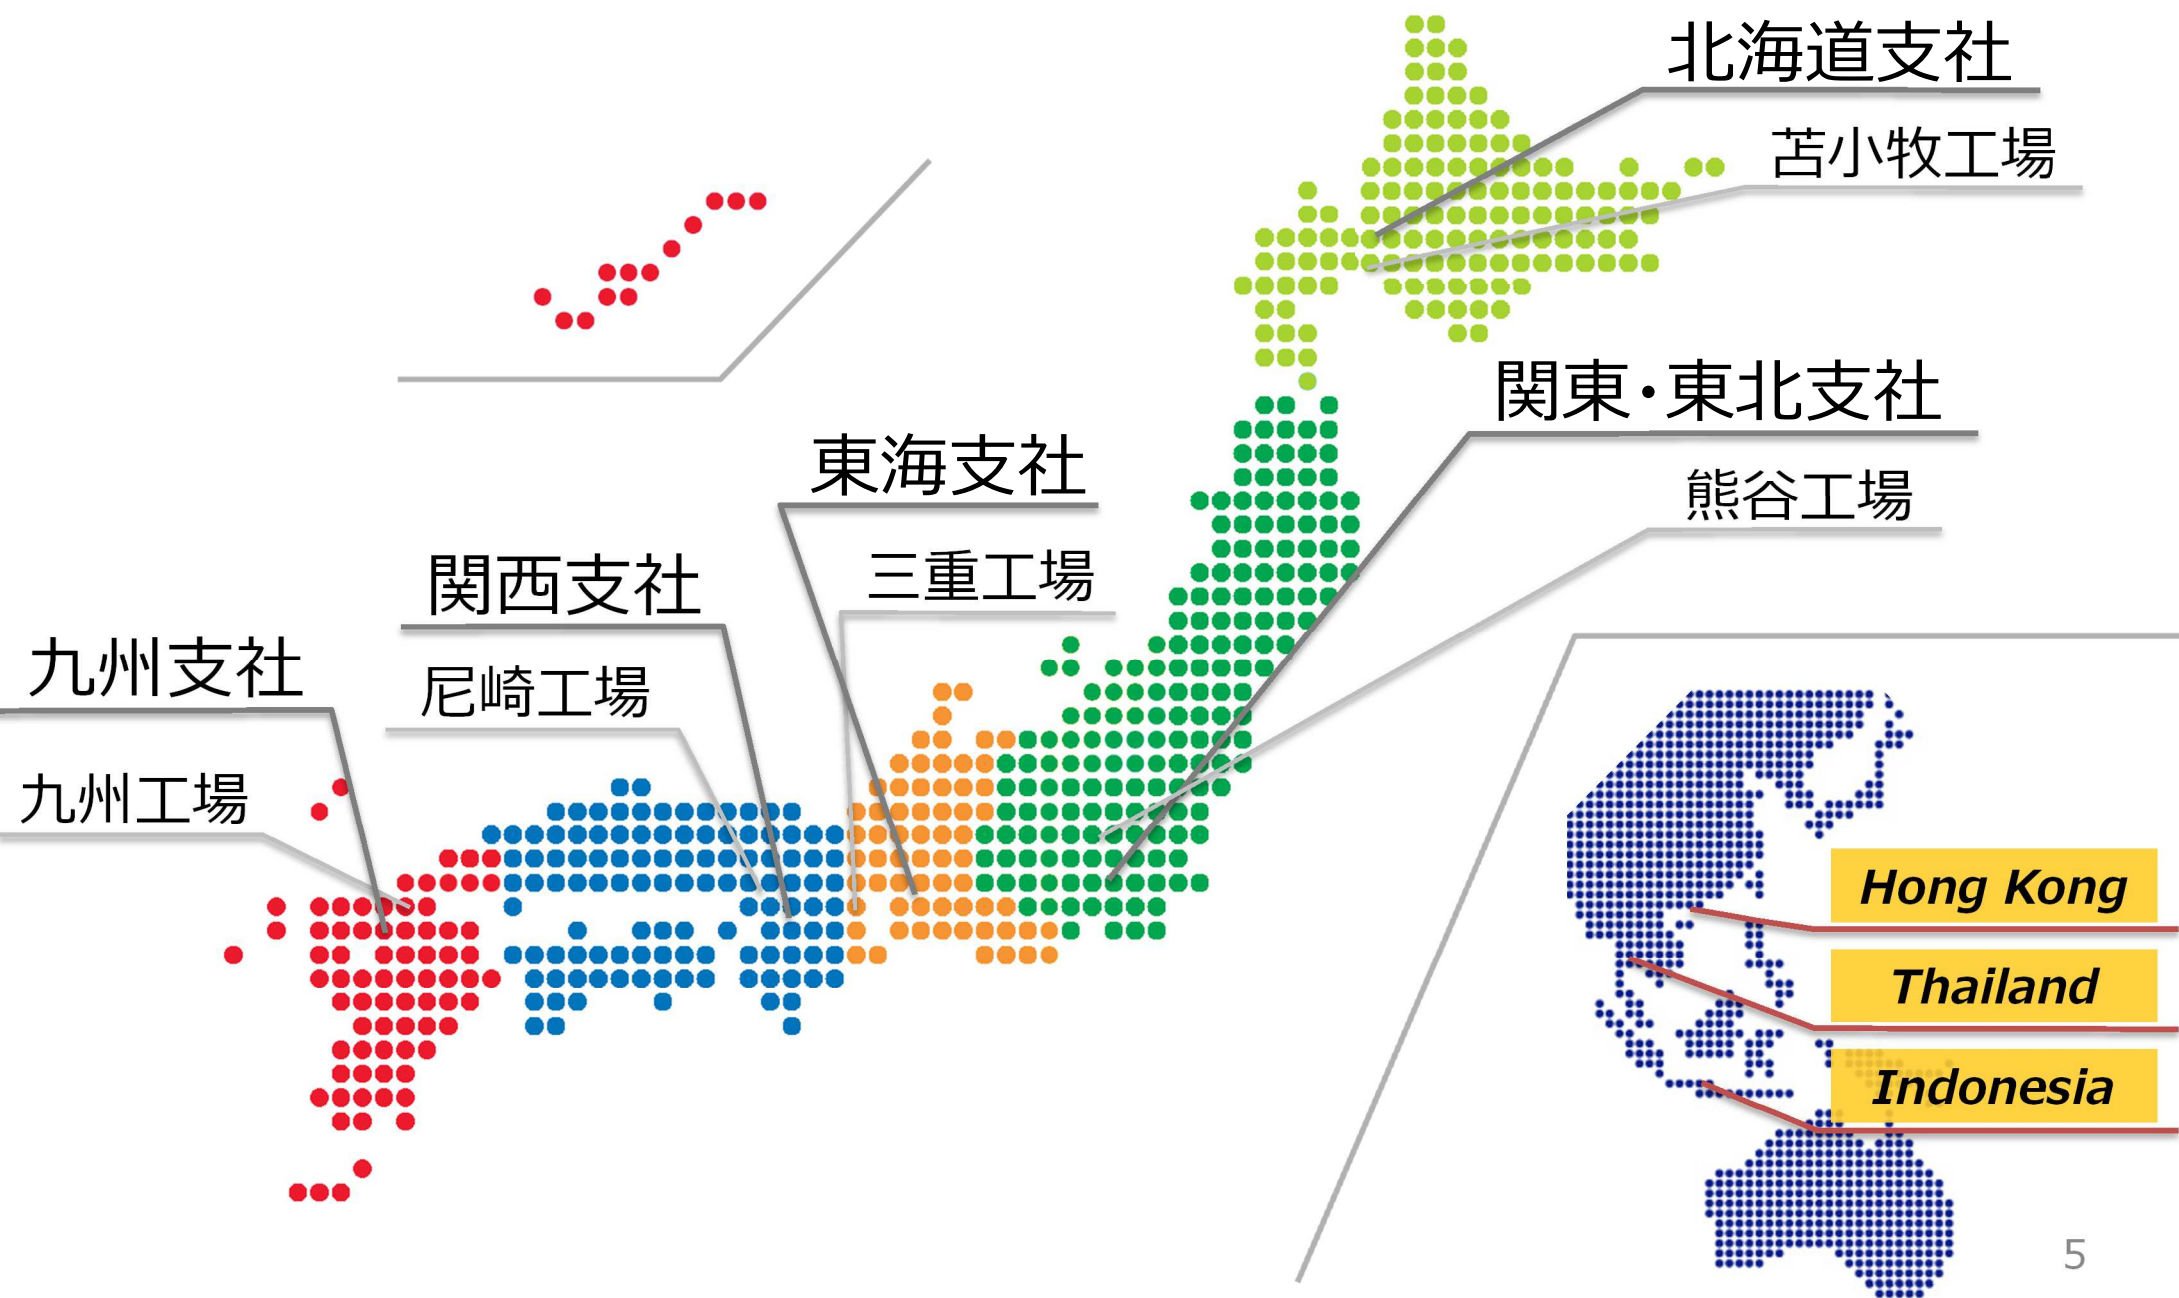 北海道支社
苫小牧工場
関東・東北支社
熊谷工場
東海支社
三重工場
関西支社
尼崎工場
九州支社
九州工場
Hong Kong
Thailand
Indonesia
5